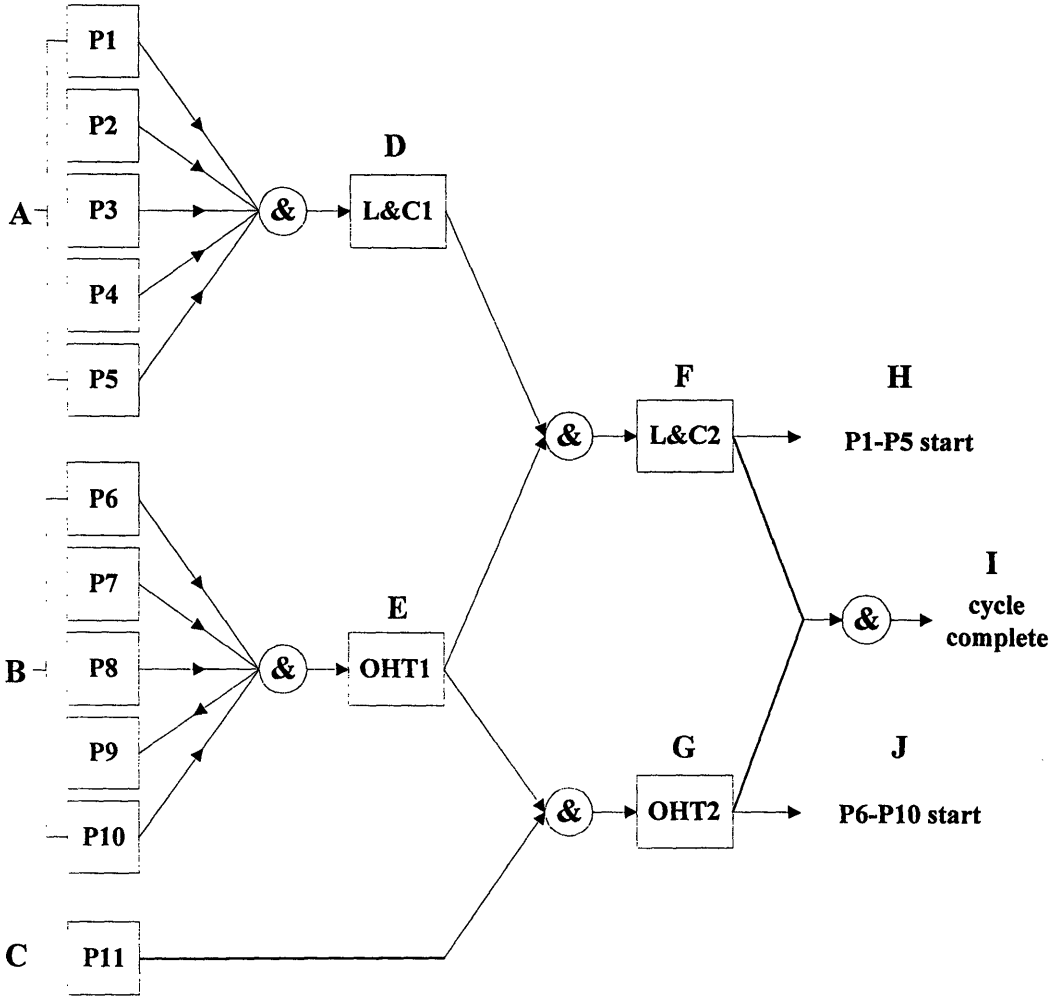 P1
P2
A
P3
P4
P5
&
D
L&C1
P6
P7
B
P8
P9
P10
&
E
OHT1
C
P11
&
F
L&C2
H
P1-P5 start
&
I
cycle
complete
&
G
OHT2
J
P6-P10 start